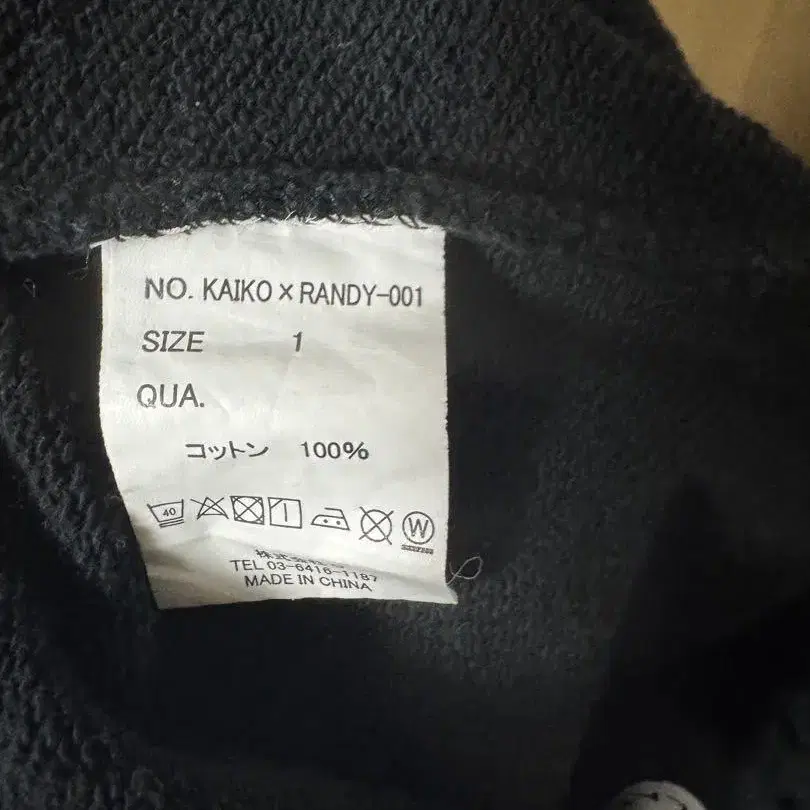 NO. KAIKO×RANDY-001
SIZE 1
QUA.
コットン 100%
40 W
TEL 03-6416-1187
MADE IN CHINA